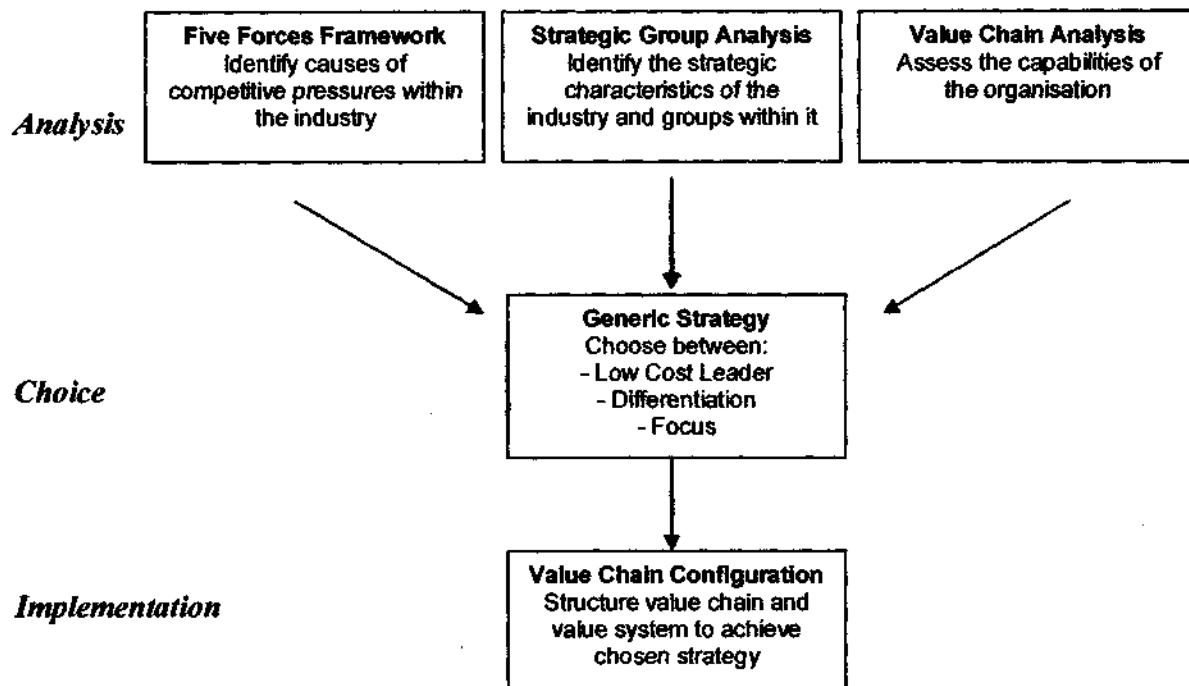 Five Forces Framework
Identify causes of
competitive pressures within
the industry
Strategic Group Analysis
Identify the strategic
characteristics of the
industry and groups within it
Value Chain Analysis
Assess the capabilities of
the organisation
Analysis
Generic Strategy
Choose between:
- Low Cost Leader
- Differentiation
- Focus
Choice
Value Chain Configuration
Structure value chain and
value system to achieve
chosen strategy
Implementation